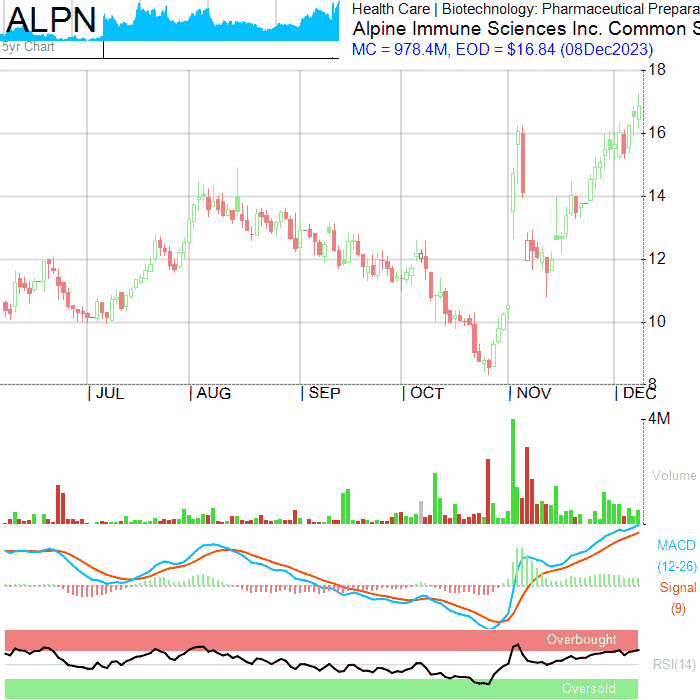 ALPN
5yr Chart
Health Care | Biotechnology: Pharmaceutical Prepara
Alpine Immune Sciences Inc. Common S
MC = 978.4M, EOD = $16.84 (08Dec2023)
18
16
14
12
10
8
| JUL | AUG | SEP | OCT | NOV | DEC
4M
Volume
MACD
(12-26)
Signal
(9)
Overbought
RSI(14)
Oversold